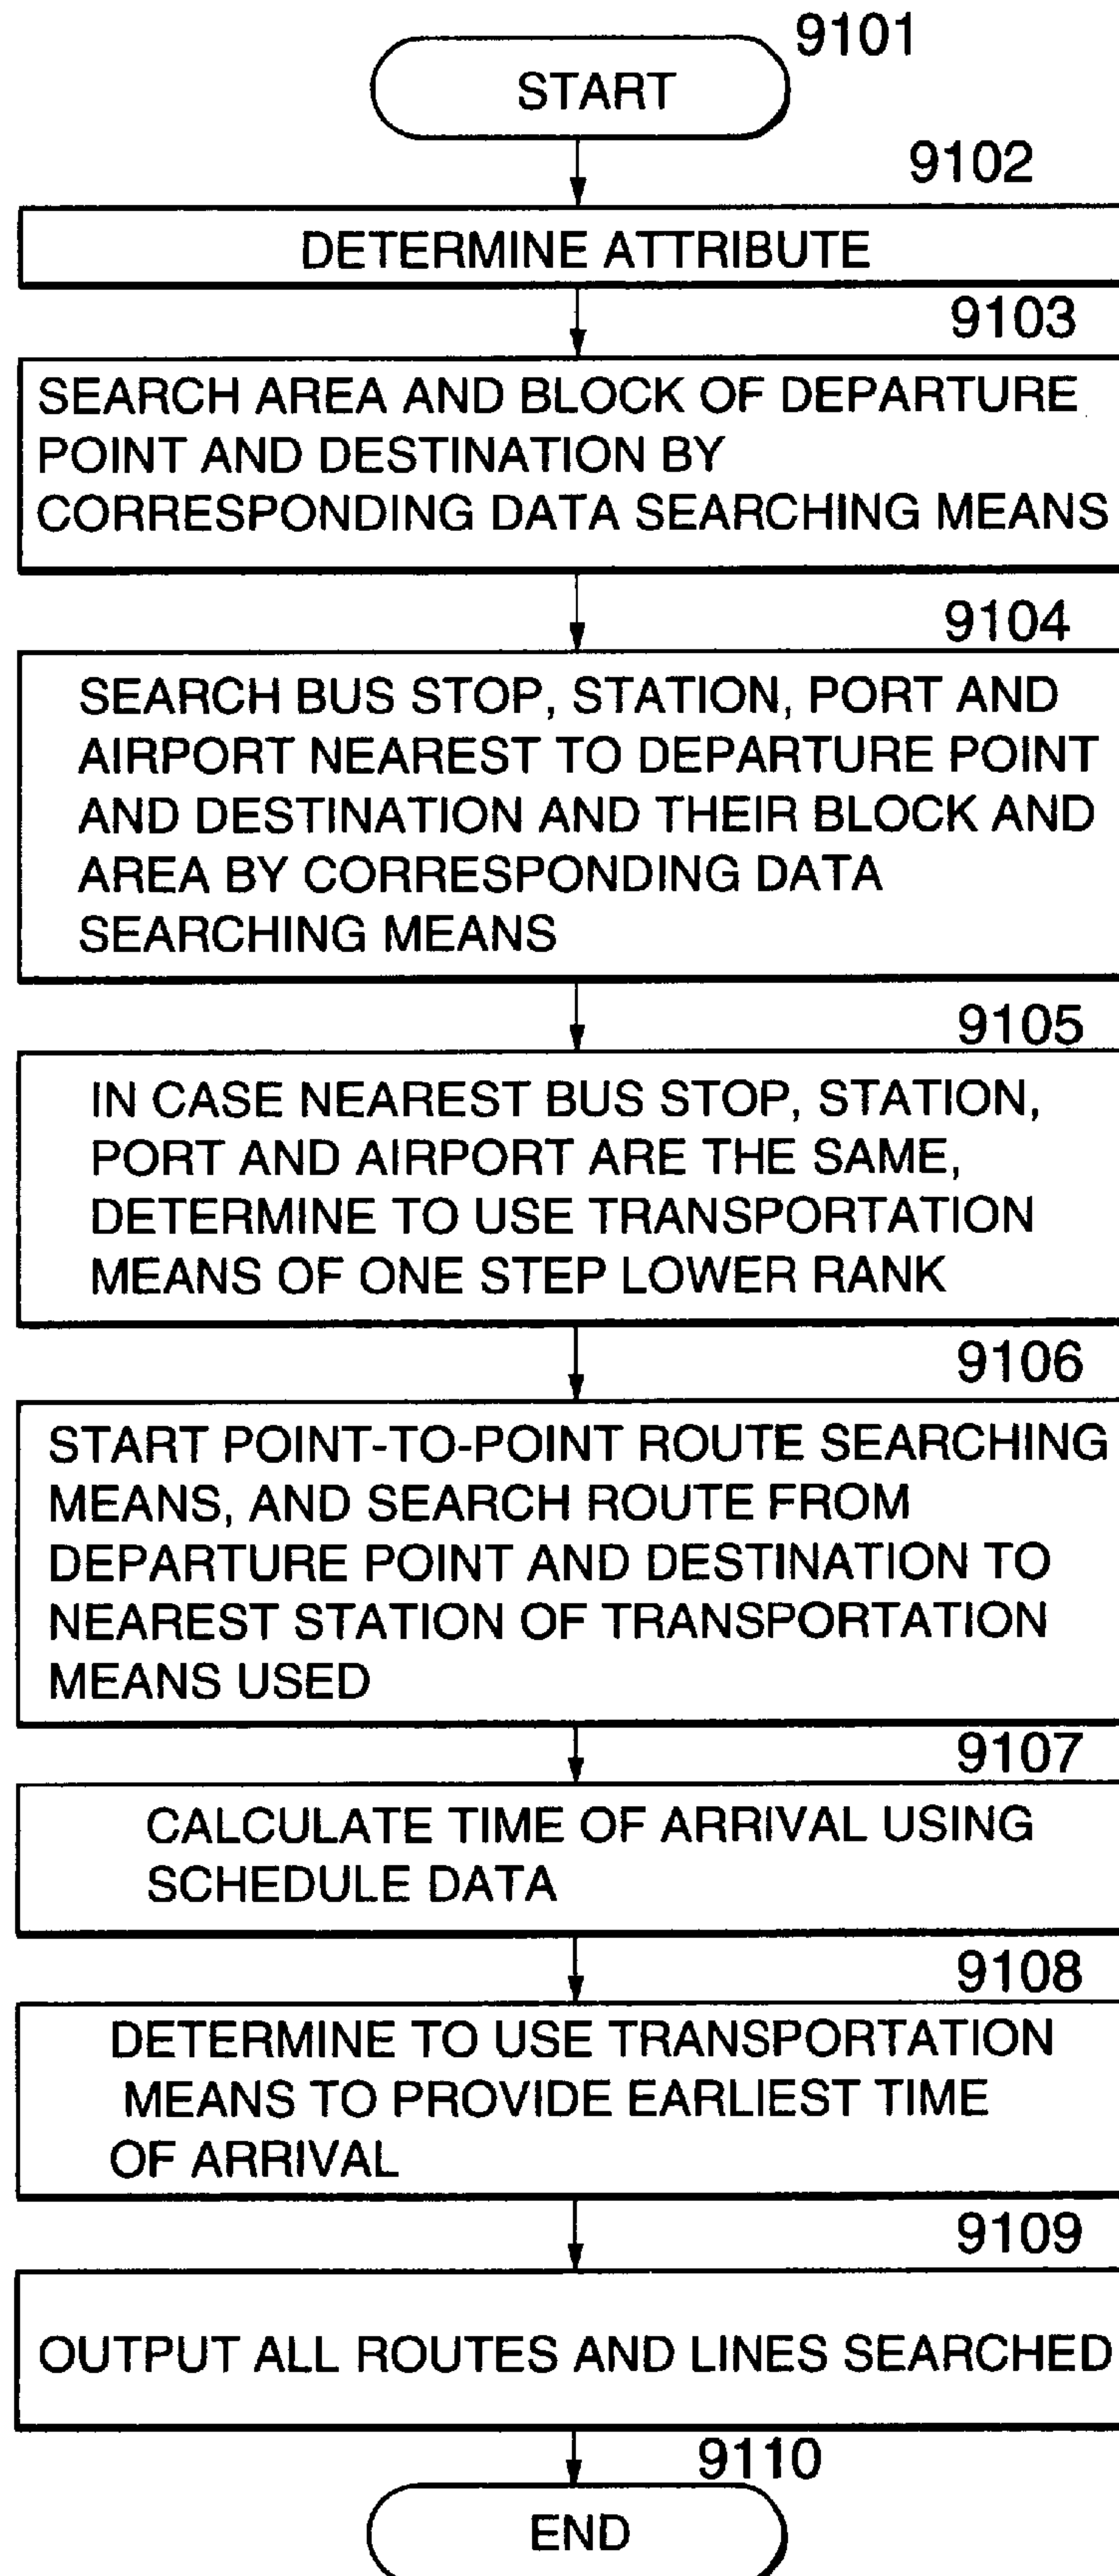 9101
START
9102
DETERMINE ATTRIBUTE
9103
SEARCH AREA AND BLOCK OF DEPARTURE
POINT AND DESTINATION BY
CORRESPONDING DATA SEARCHING MEANS
9104
SEARCH BUS STOP, STATION, PORT AND
AIRPORT NEAREST TO DEPARTURE POINT
AND DESTINATION AND THEIR BLOCK AND
AREA BY CORRESPONDING DATA
SEARCHING MEANS
9105
IN CASE NEAREST BUS STOP, STATION,
PORT AND AIRPORT ARE THE SAME,
DETERMINE TO USE TRANSPORTATION
MEANS OF ONE STEP LOWER RANK
9106
START POINT-TO-POINT ROUTE SEARCHING
MEANS, AND SEARCH ROUTE FROM
DEPARTURE POINT AND DESTINATION TO
NEAREST STATION OF TRANSPORTATION
MEANS USED
9107
CALCULATE TIME OF ARRIVAL USING
SCHEDULE DATA
9108
DETERMINE TO USE TRANSPORTATION
MEANS TO PROVIDE EARLIEST TIME
OF ARRIVAL
9109
OUTPUT ALL ROUTES AND LINES SEARCHED
9110
END